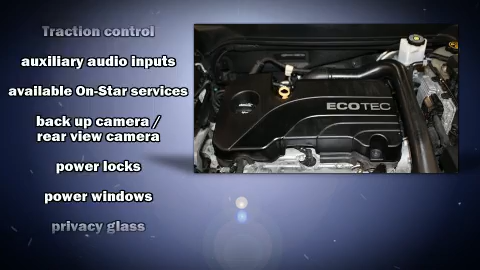 Traction control
auxiliary audio inputs
available On-Star services
back up camera /
rear view camera
power locks
power windows
privacy glass
ECOTEC